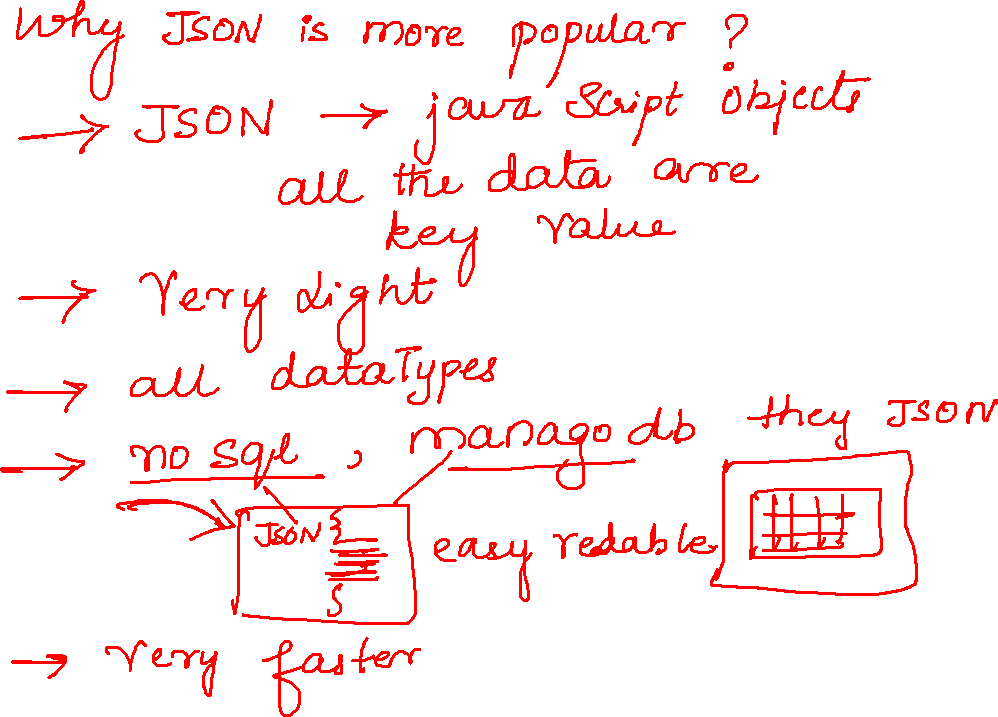 Why JSON is more popular ?
→ JSON → java Script objects
all the data are
key value
→ Very Light
→ all dataTypes
→ no sql , manago db they JSON
JSON {
}
easy redable
→ very faster